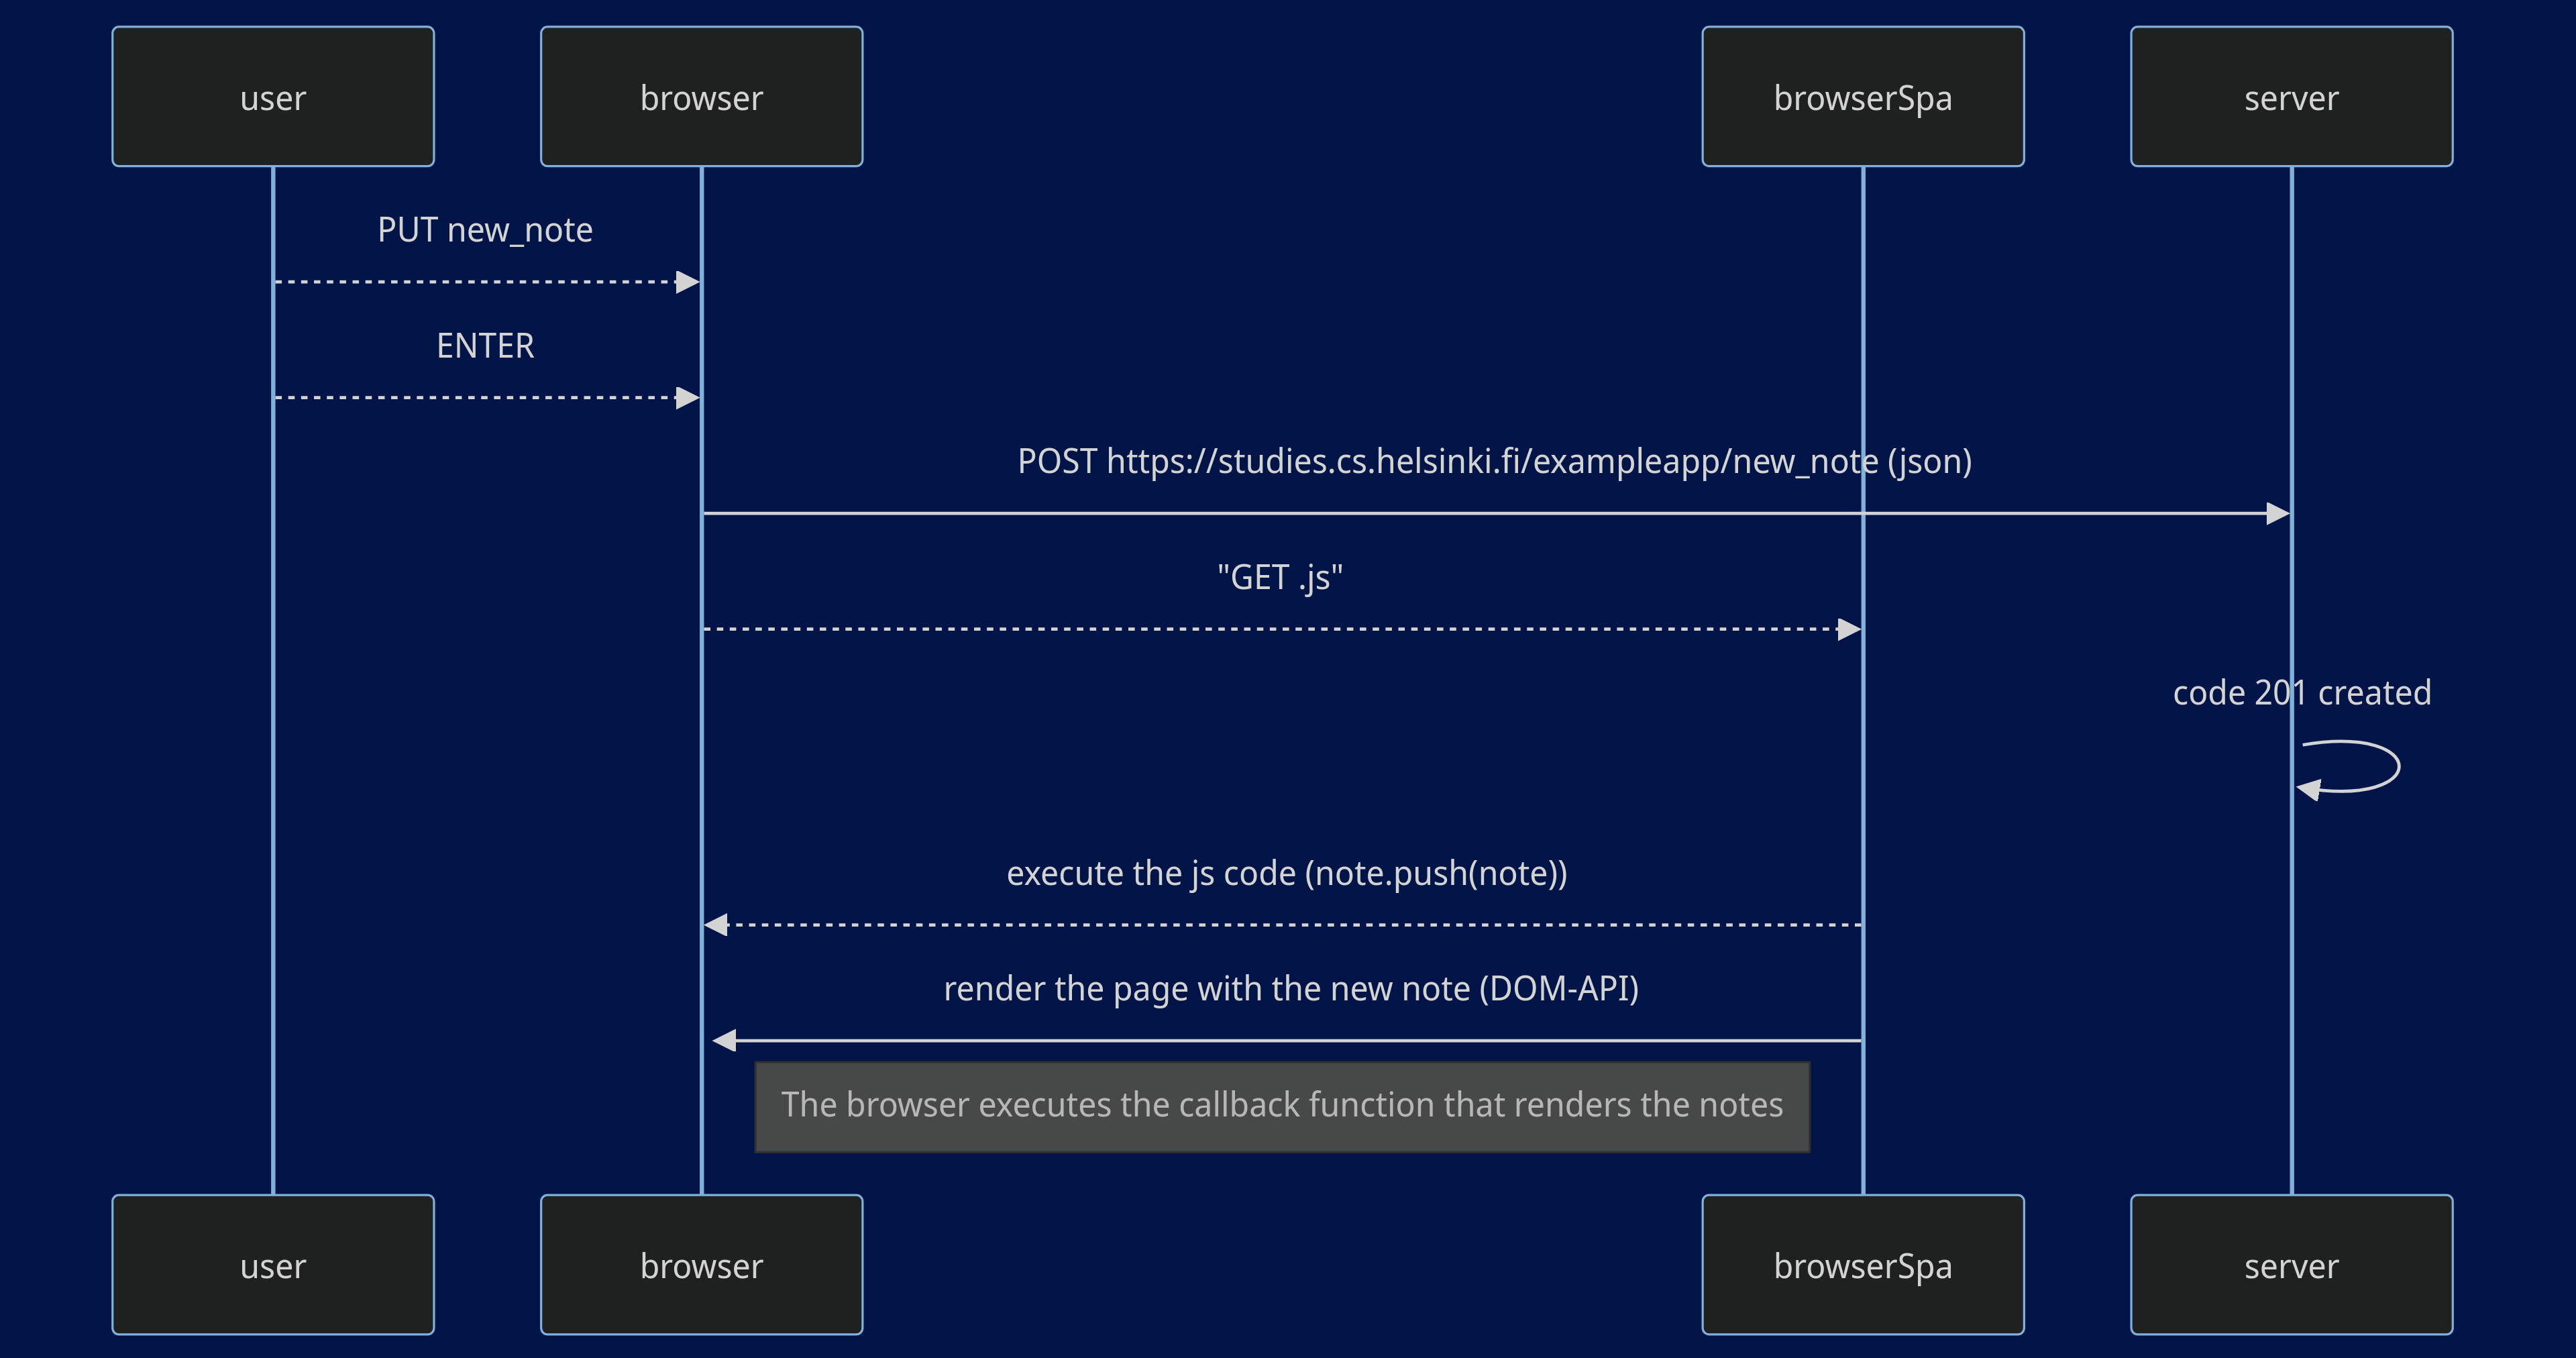 user
browser
browserSpa
server
PUT new_note
ENTER
POST https://studies.cs.helsinki.fi/exampleapp/new_note (json)
"GET .js"
code 201 created
execute the js code (note.push(note))
render the page with the new note (DOM-API)
The browser executes the callback function that renders the notes
user
browser
browserSpa
server